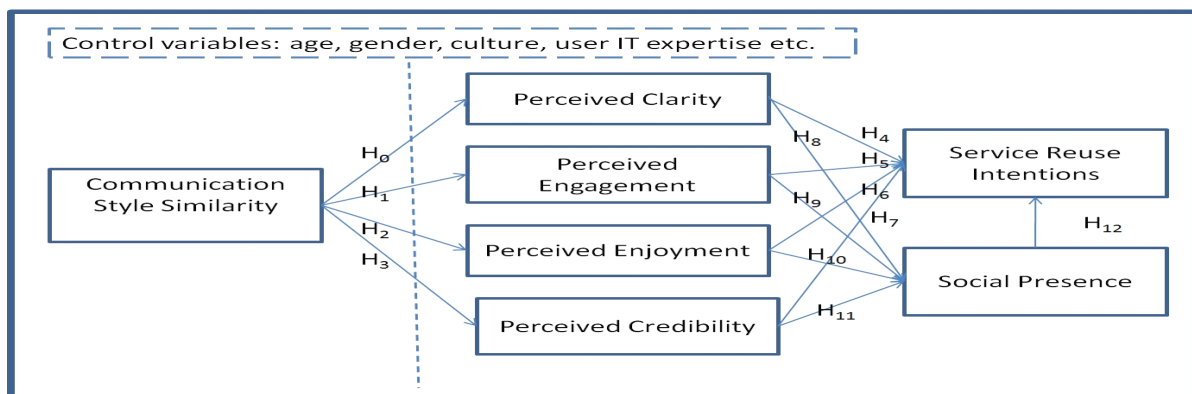 Control variables: age, gender, culture, user IT expertise etc.
Perceived Clarity
H0
H8
H4
Communication
Style Similarity
H1
Perceived
Engagement
H5
Service Reuse
Intentions
H6
H9
H7
H2
H3
Perceived Enjoyment
H10
H12
Social Presence
Perceived Credibility
H11